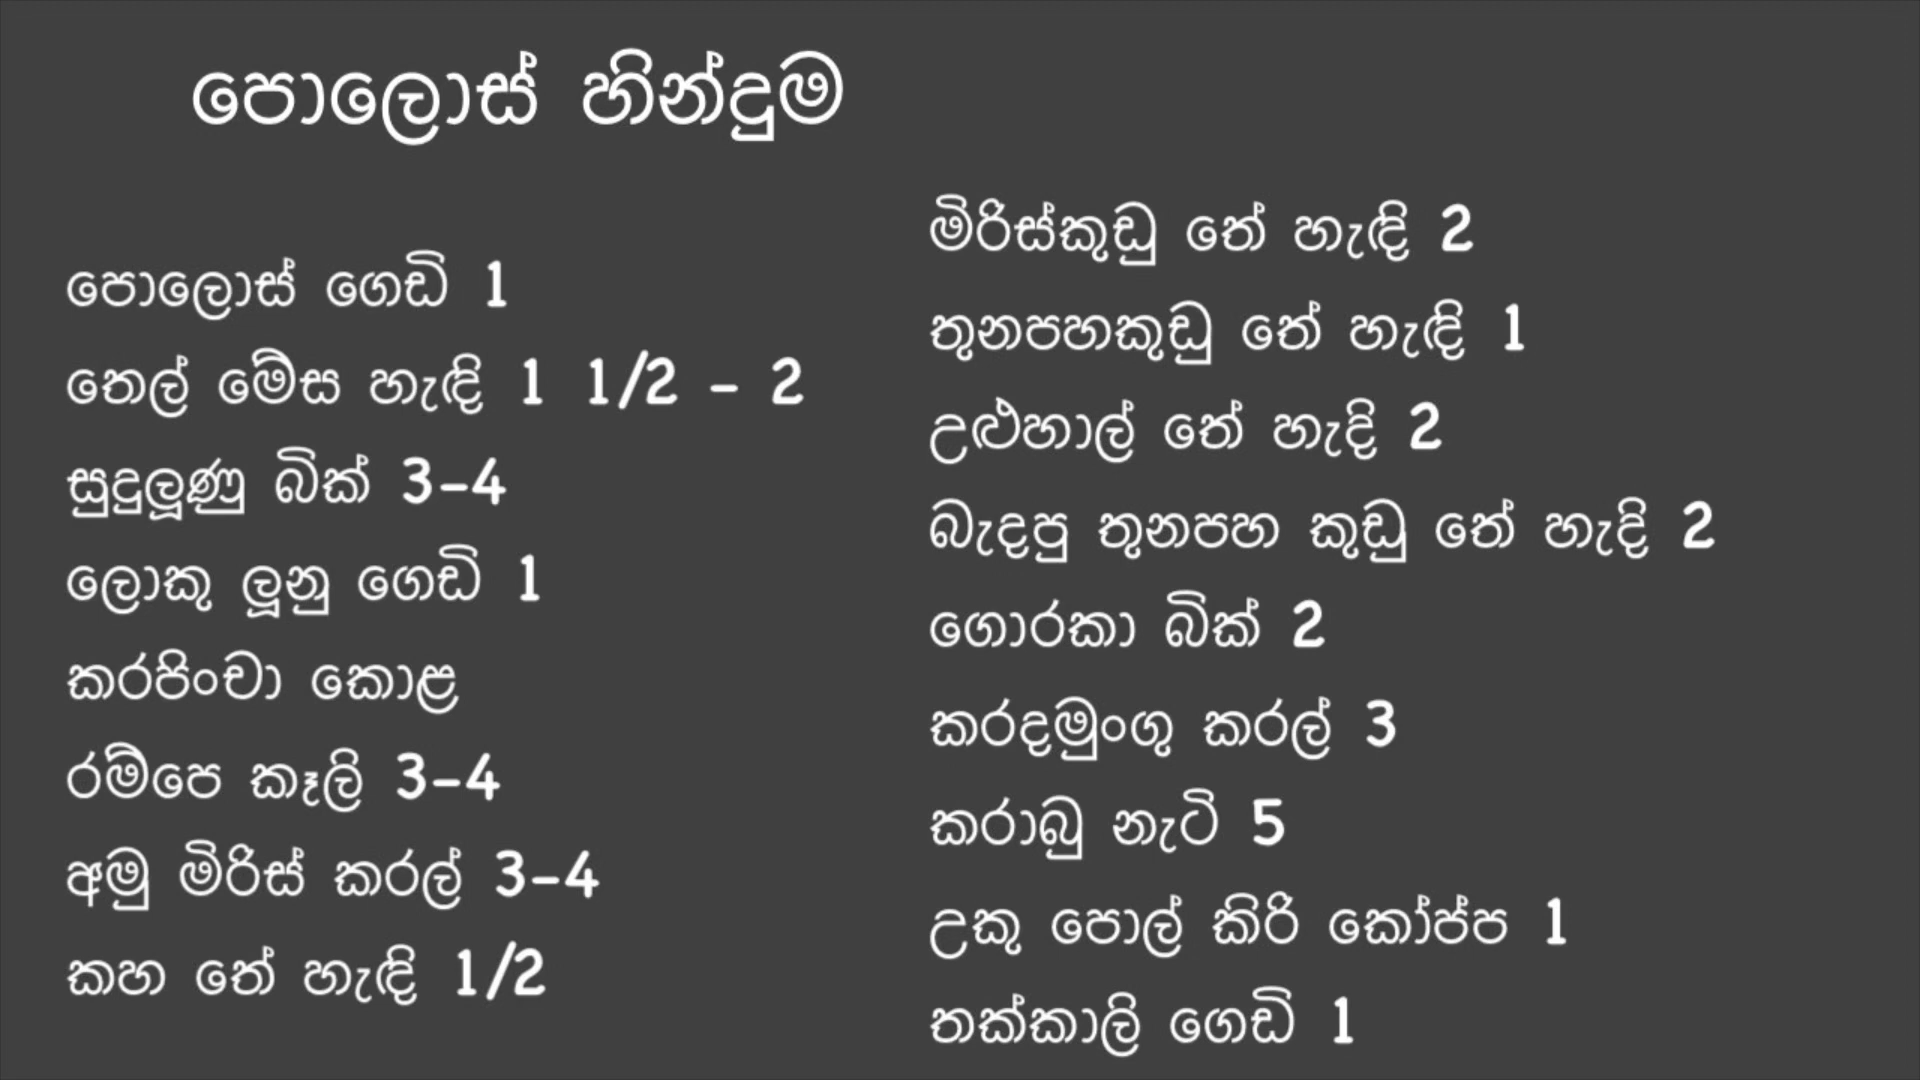 පොලොස් හින්දුම
පොලොස් ගෙඩි 1
තෙල් මේස හැඳි 1 1/2 - 2
සුදුලූණු බික් 3-4
ලොකු ලූනු ගෙඩි 1
කරපිංචා කොළ
රම්පෙ කෑලි 3-4
අමු මිරිස් කරල් 3-4
කහ තේ හැඳි 1/2
මිරිස්කුඩු තේ හැඳි 2
තුනපහකුඩු තේ හැඳි 1
උළුහාල් තේ හැදි 2
බැදපු තුනපහ කුඩු තේ හැදි 2
ගොරකා බික් 2
කරදමුංගු කරල් 3
කරාබු නැටි 5
උකු පොල් කිරි කෝප්ප 1
තක්කාලි ගෙඩි 1